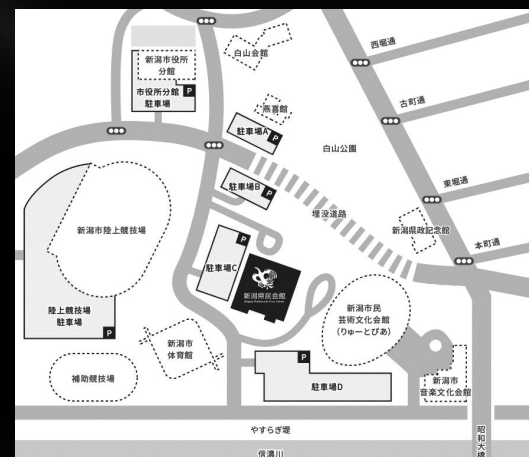 西堀通
新潟市役所
分館
白山会館
市役所分館
駐車場
P
古町通
燕喜館
駐車場A
P
白山公園
駐車場B
P
東堀通
埋没道路
新潟市陸上競技場
新潟県政記念館
本町通
P
駐車場C
新潟県民会館
新潟市民
芸術文化会館
(りゅーとぴあ)
陸上競技場
駐車場
P
新潟市
体育館
P
補助競技場
駐車場D
新潟市
音楽文化会館
やすらぎ堤
昭和大橋
信濃川